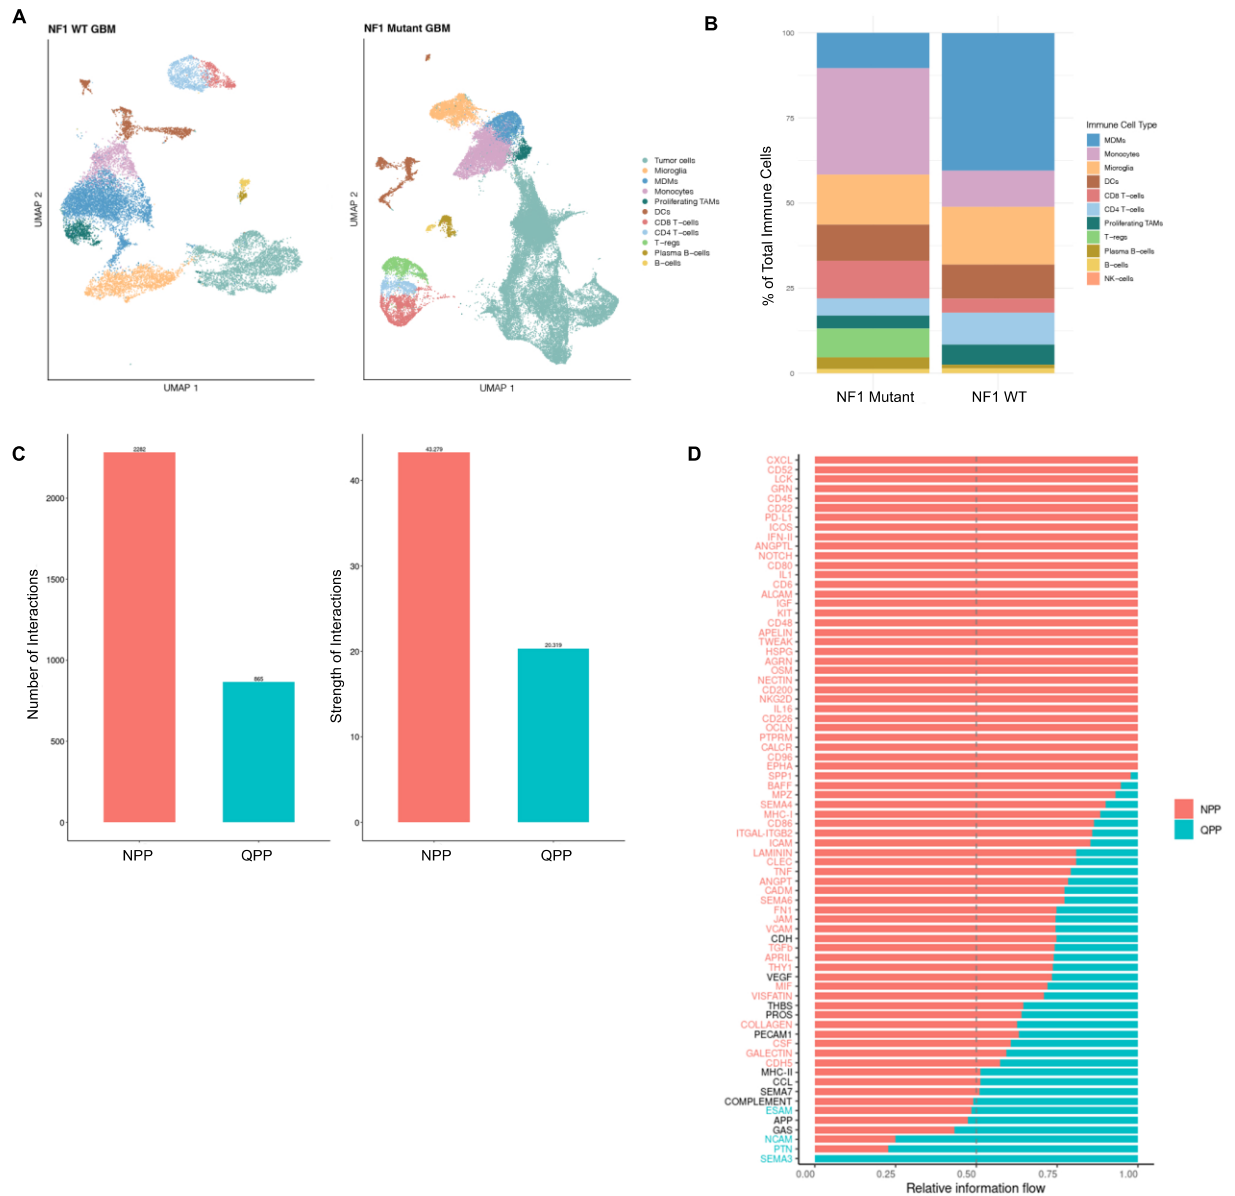 A
NF1 WT GBM
NF1 Mutant GBM
UMAP 2
UMAP 1
UMAP 2
UMAP 1
Tumor cells
Microglia
MDMs
Monocytes
Proliferating TAMs
DCs
CD8 T-cells
CD4 T-cells
T-regs
Plasma B-cells
B-cells
B
% of Total Immune Cells
100
75
50
25
0
NF1 Mutant
NF1 WT
Immune Cell Type
MDMs
Monocytes
Microglia
DCs
CD8 T-cells
CD4 T-cells
Proliferating TAMs
T-regs
Plasma B-cells
B-cells
NK-cells
C
Number of Interactions
2000
1500
1000
500
0
2282
865
NPP
QPP
Strength of Interactions
40
30
20
10
0
43.279
20.319
NPP
QPP
D
CXCL
CD52
LCK
GRN
CD45
CD22
PD-L1
ICOS
IFN-II
ANGPTL
NOTCH
CD80
IL1
CD6
ALCAM
IGF
KIT
CD48
APELIN
TWEAK
HSPG
AGRN
OSM
NECTIN
CD200
NKG2D
IL16
CD226
OCLN
PTPRM
CALCR
CD96
EPHA
SPP1
BAFF
MPZ
SEMA4
MHC-I
CD86
ITGAL-ITGB2
ICAM
LAMININ
CLEC
TNF
ANGPT
CADM
SEMA6
FN1
JAM
VCAM
CDH
TGFb
APRIL
THY1
VEGF
MIF
VISFATIN
THBS
PROS
COLLAGEN
PECAM1
CSF
GALECTIN
CDH5
MHC-II
CCL
SEMA7
COMPLEMENT
ESAM
APP
GAS
NCAM
PTN
SEMA3
0.00
0.25
0.50
0.75
1.00
Relative information flow
NPP
QPP